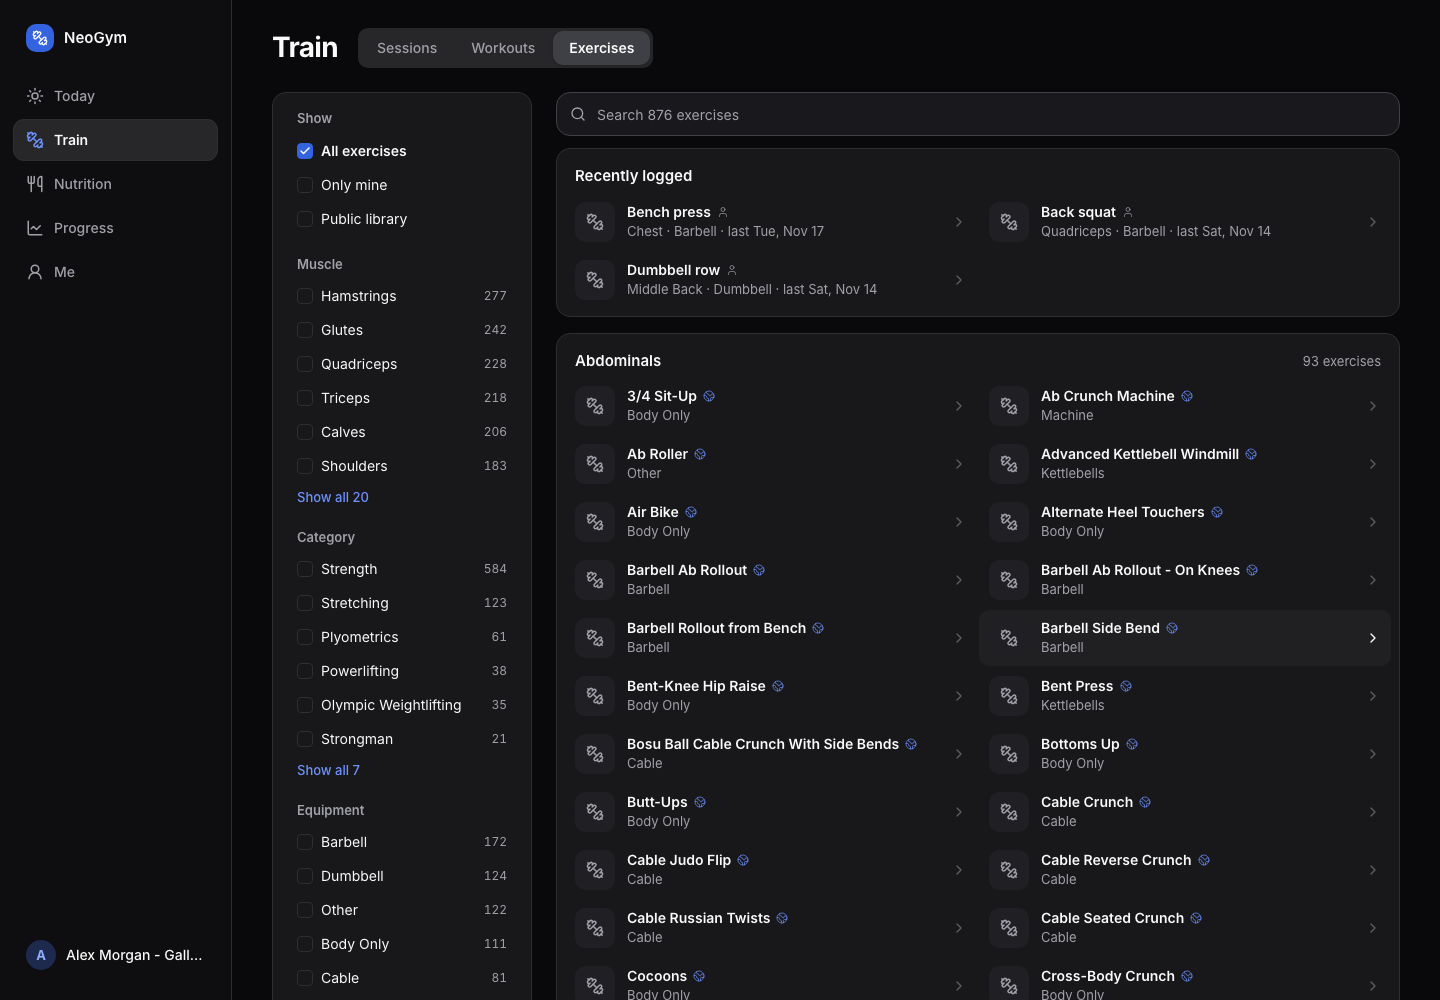 NeoGym
Today
Train
Nutrition
Progress
Me
A
Alex Morgan - Gall...
Train
Sessions
Workouts
Exercises
Show
All exercises
Only mine
Public library
Muscle
Hamstrings 277
Glutes 242
Quadriceps 228
Triceps 218
Calves 206
Shoulders 183
Show all 20
Category
Strength 584
Stretching 123
Plyometrics 61
Powerlifting 38
Olympic Weightlifting 35
Strongman 21
Show all 7
Equipment
Barbell 172
Dumbbell 124
Other 122
Body Only 111
Cable 81
Search 876 exercises
Recently logged
Bench press
Chest · Barbell · last Tue, Nov 17
Back squat
Quadriceps · Barbell · last Sat, Nov 14
Dumbbell row
Middle Back · Dumbbell · last Sat, Nov 14
Abdominals
93 exercises
3/4 Sit-Up
Body Only
Ab Crunch Machine
Machine
Ab Roller
Other
Advanced Kettlebell Windmill
Kettlebells
Air Bike
Body Only
Alternate Heel Touchers
Body Only
Barbell Ab Rollout
Barbell
Barbell Ab Rollout - On Knees
Barbell
Barbell Rollout from Bench
Barbell
Barbell Side Bend
Barbell
Bent-Knee Hip Raise
Body Only
Bent Press
Kettlebells
Bosu Ball Cable Crunch With Side Bends
Cable
Bottoms Up
Body Only
Butt-Ups
Body Only
Cable Crunch
Cable
Cable Judo Flip
Cable
Cable Reverse Crunch
Cable
Cable Russian Twists
Cable
Cable Seated Crunch
Cable
Cocoons
Body Only
Cross-Body Crunch
Body Only